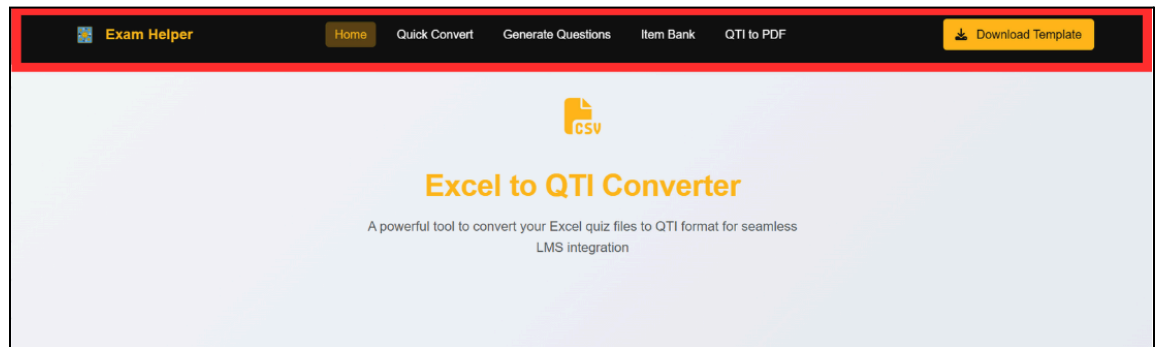 Exam Helper Home Quick Convert Generate Questions Item Bank QTI to PDF Download Template
CSV
Excel to QTI Converter
A powerful tool to convert your Excel quiz files to QTI format for seamless
LMS integration